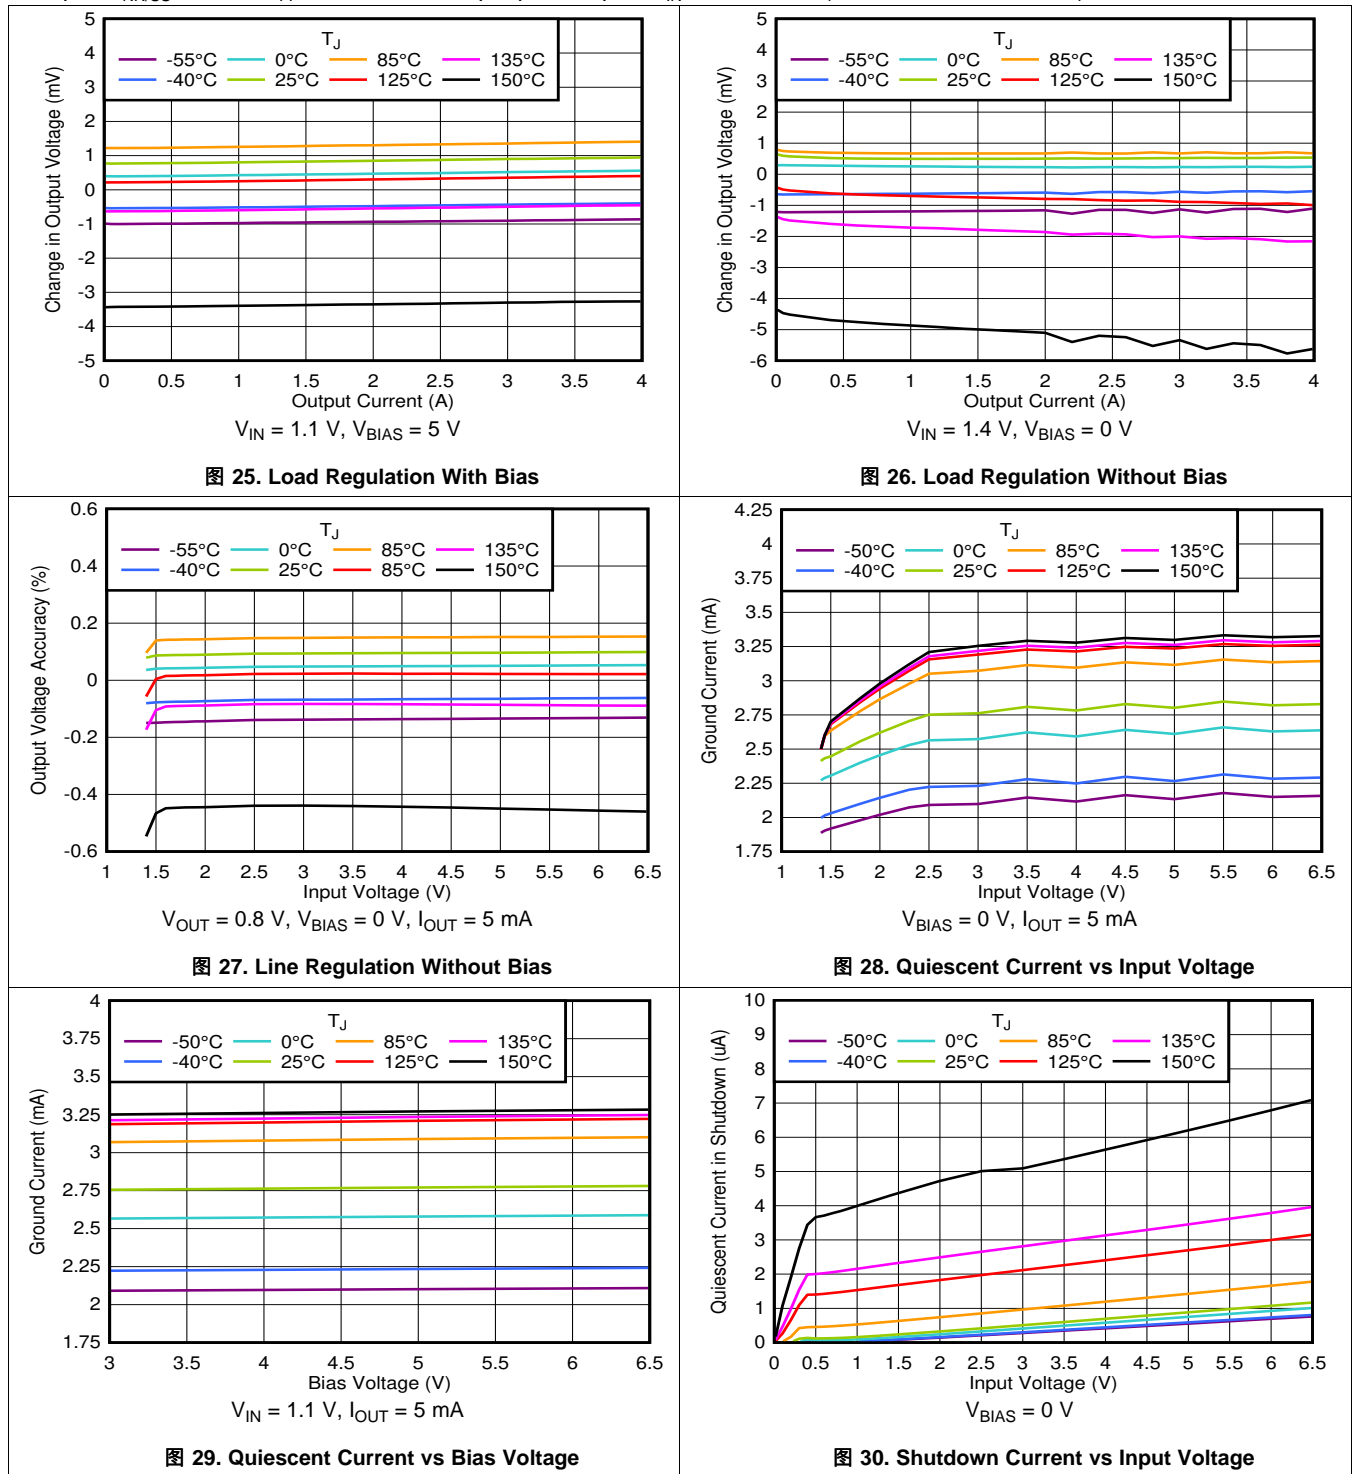 5
4
3
2
1
0
-1
-2
-3
-4
-5
Change in Output Voltage (mV)
TJ
-55°C 0°C 85°C 135°C
-40°C 25°C 125°C 150°C
0 0.5 1 1.5 2 2.5 3 3.5 4
Output Current (A)
VIN = 1.1 V, VBIAS = 5 V
图 25. Load Regulation With Bias
5
4
3
2
1
0
-1
-2
-3
-4
-5
-6
Change in Output Voltage (mV)
TJ
-55°C 0°C 85°C 135°C
-40°C 25°C 125°C 150°C
0 0.5 1 1.5 2 2.5 3 3.5 4
Output Current (A)
VIN = 1.4 V, VBIAS = 0 V
图 26. Load Regulation Without Bias
0.6
0.4
0.2
0
-0.2
-0.4
-0.6
Output Voltage Accuracy (%)
TJ
-55°C 0°C 85°C 135°C
-40°C 25°C 85°C 150°C
1 1.5 2 2.5 3 3.5 4 4.5 5 5.5 6 6.5
Input Voltage (V)
VOUT = 0.8 V, VBIAS = 0 V, IOUT = 5 mA
图 27. Line Regulation Without Bias
4.25
4
3.75
3.5
3.25
3
2.75
2.5
2.25
2
1.75
Ground Current (mA)
TJ
-50°C 0°C 85°C 135°C
-40°C 25°C 125°C 150°C
1 1.5 2 2.5 3 3.5 4 4.5 5 5.5 6 6.5
Input Voltage (V)
VBIAS = 0 V, IOUT = 5 mA
图 28. Quiescent Current vs Input Voltage
4
3.75
3.5
3.25
3
2.75
2.5
2.25
2
1.75
Ground Current (mA)
TJ
-50°C 0°C 85°C 135°C
-40°C 25°C 125°C 150°C
3 3.5 4 4.5 5 5.5 6 6.5
Bias Voltage (V)
VIN = 1.1 V, IOUT = 5 mA
图 29. Quiescent Current vs Bias Voltage
10
9
8
7
6
5
4
3
2
1
0
Quiescent Current in Shutdown (uA)
TJ
-50°C 0°C 85°C 135°C
-40°C 25°C 125°C 150°C
0 0.5 1 1.5 2 2.5 3 3.5 4 4.5 5 5.5 6 6.5
Input Voltage (V)
VBIAS = 0 V
图 30. Shutdown Current vs Input Voltage